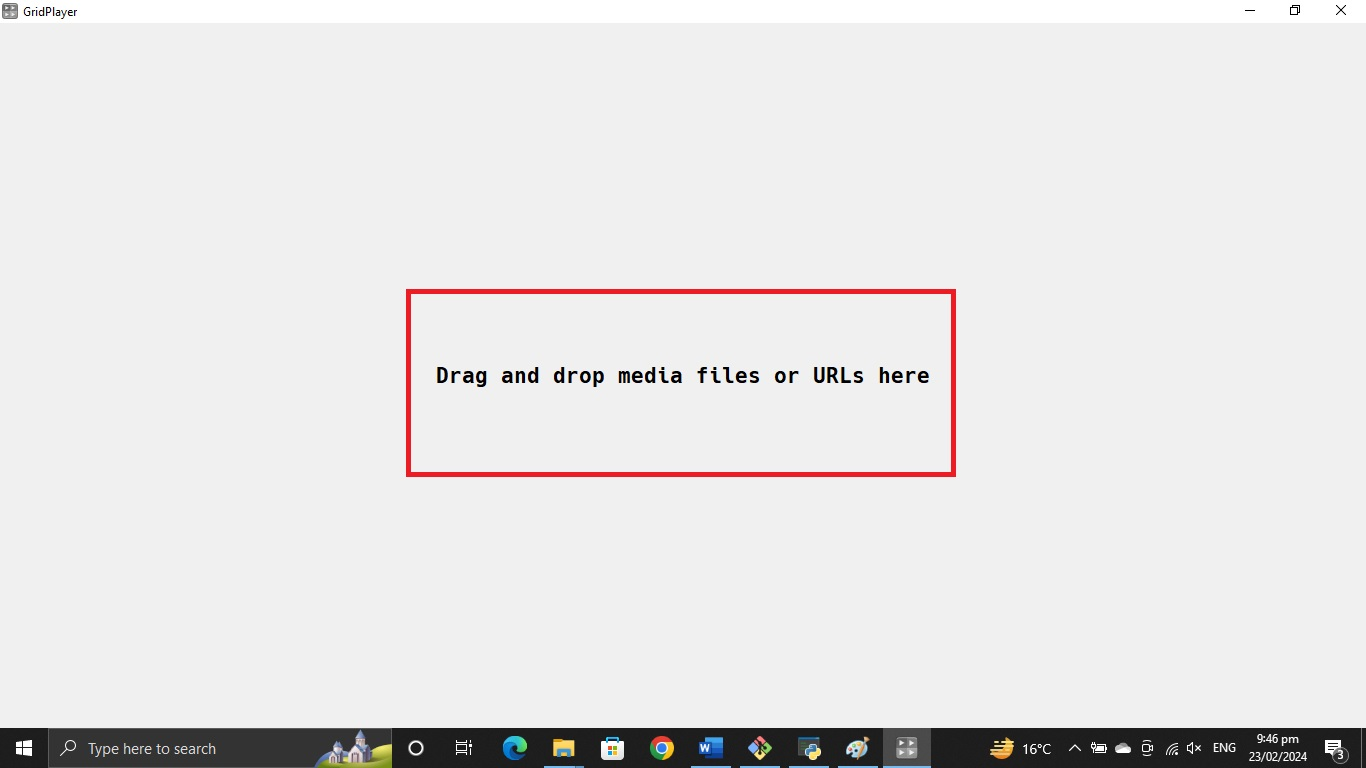 GridPlayer
Drag and drop media files or URLs here
Type here to search
16°C
ENG
9:46 pm
23/02/2024
3